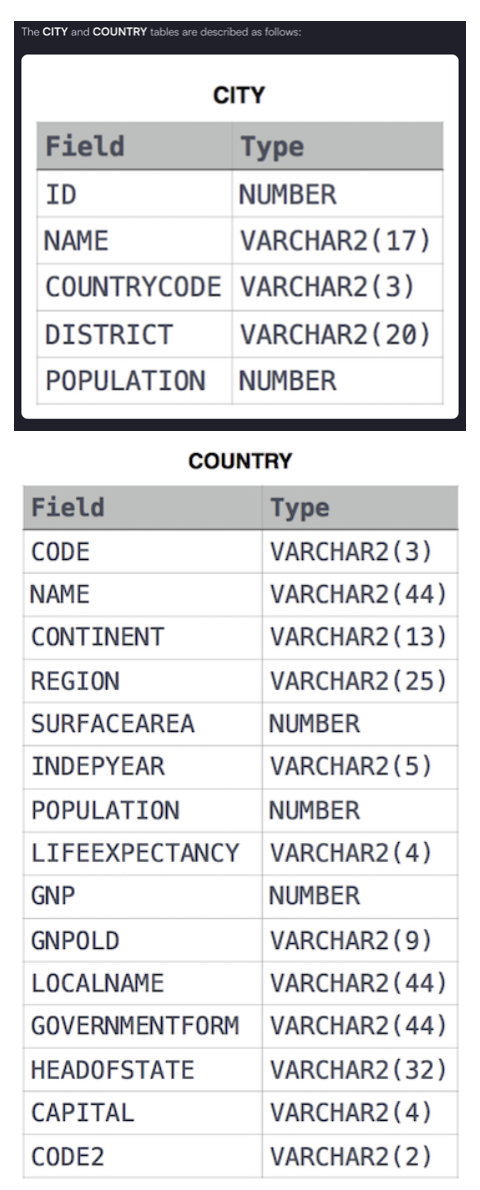 The CITY and COUNTRY tables are described as follows:
CITY
Field Type
ID NUMBER
NAME VARCHAR2(17)
COUNTRYCODE VARCHAR2(3)
DISTRICT VARCHAR2(20)
POPULATION NUMBER
COUNTRY
Field Type
CODE VARCHAR2(3)
NAME VARCHAR2(44)
CONTINENT VARCHAR2(13)
REGION VARCHAR2(25)
SURFACEAREA NUMBER
INDEPYEAR VARCHAR2(5)
POPULATION NUMBER
LIFEEXPECTANCY VARCHAR2(4)
GNP NUMBER
GNPOLD VARCHAR2(9)
LOCALNAME VARCHAR2(44)
GOVERNMENTFORM VARCHAR2(44)
HEADOFSTATE VARCHAR2(32)
CAPITAL VARCHAR2(4)
CODE2 VARCHAR2(2)